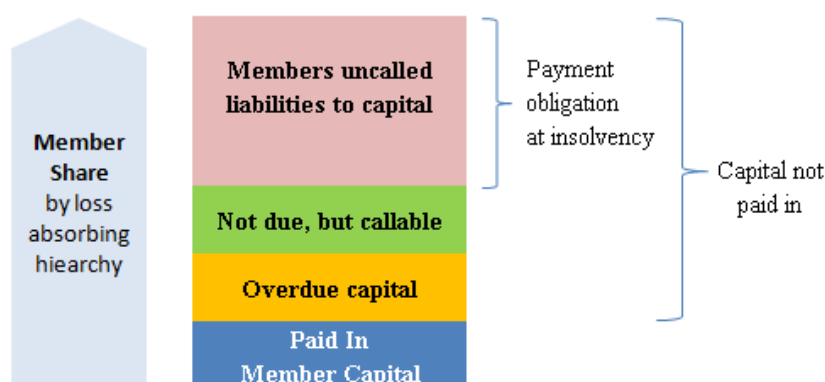 Member
Share
by loss
absorbing
hiearchy
Members uncalled
liabilities to capital
Not due, but callable
Overdue capital
Paid In
Member Capital
Payment
obligation
at insolvency
Capital not
paid in